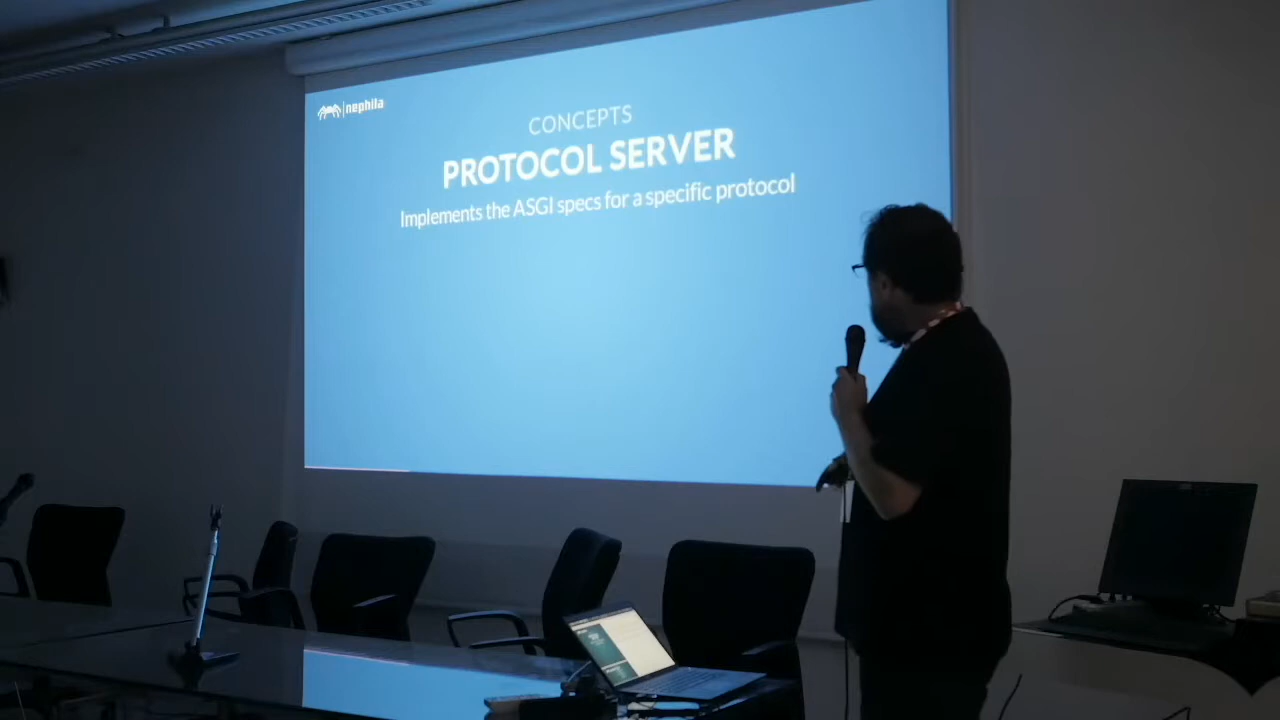 nephila
CONCEPTS
PROTOCOL SERVER
Implements the ASGI specs for a specific protocol